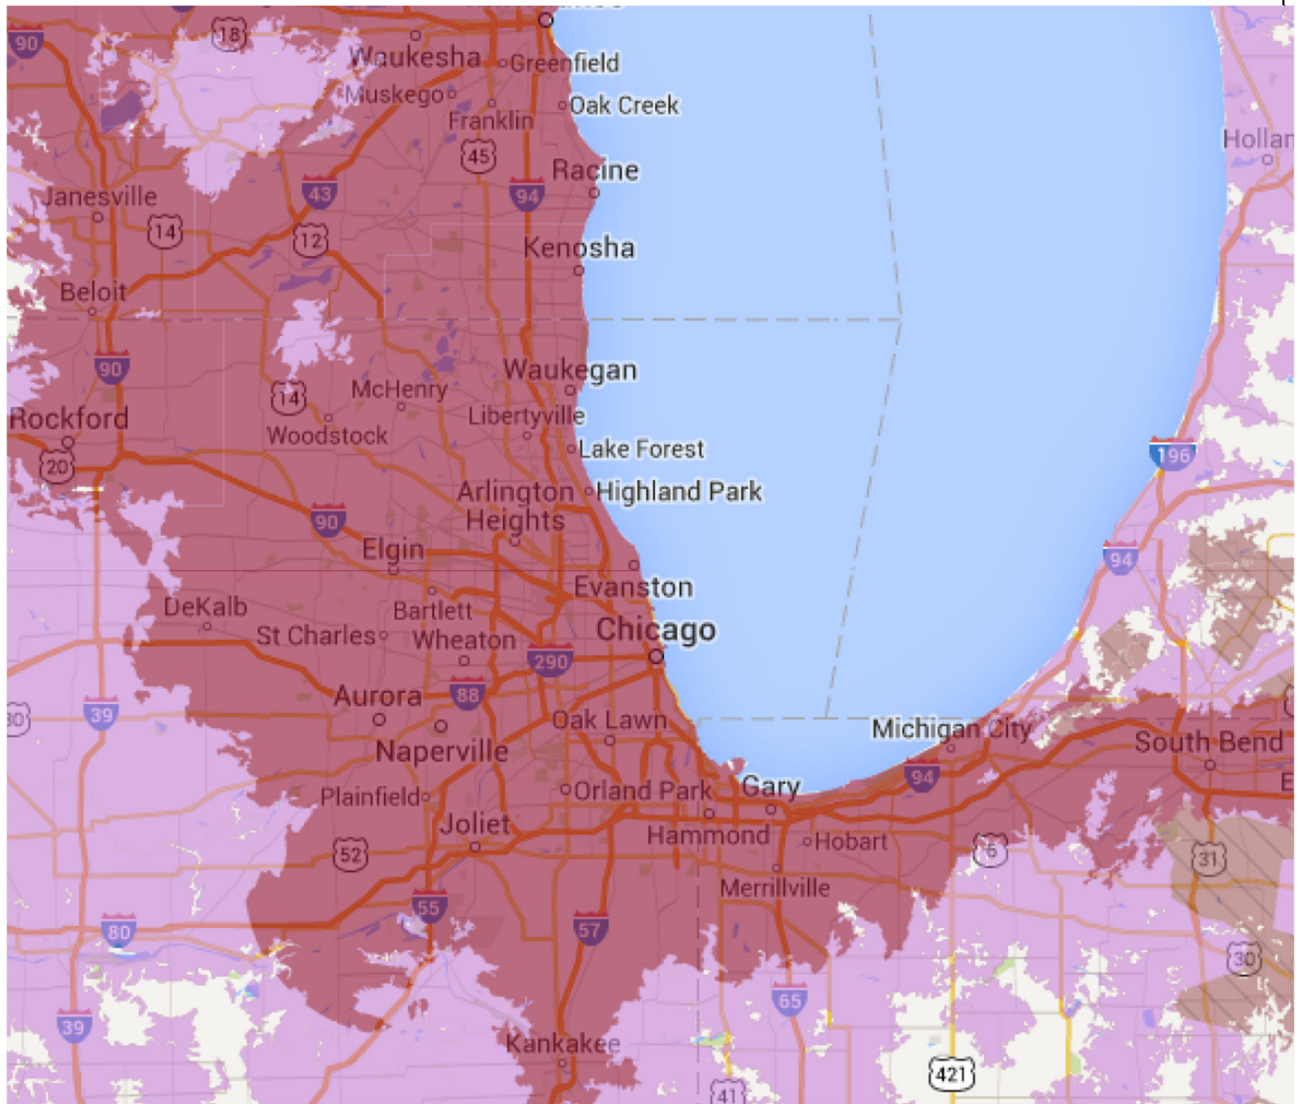 90
18
Waukesha
Greenfield
Muskego
Oak Creek
Franklin
45
Hollan
Racine
43
94
Janesville
14
12
Kenosha
Beloit
90
Waukegan
14
McHenry
Rockford
Libertyville
Woodstock
Lake Forest
20
196
Arlington
Heights
Highland Park
90
Elgin
94
Evanston
DeKalb
Bartlett
St Charles
Wheaton
Chicago
290
88
Aurora
39
30
Oak Lawn
Michigan City
Naperville
South Bend
94
Plainfield
Orland Park
Gary
E
Joliet
Hammond
Hobart
52
6
31
Merrillville
55
80
57
30
65
39
Kankakee
421
41